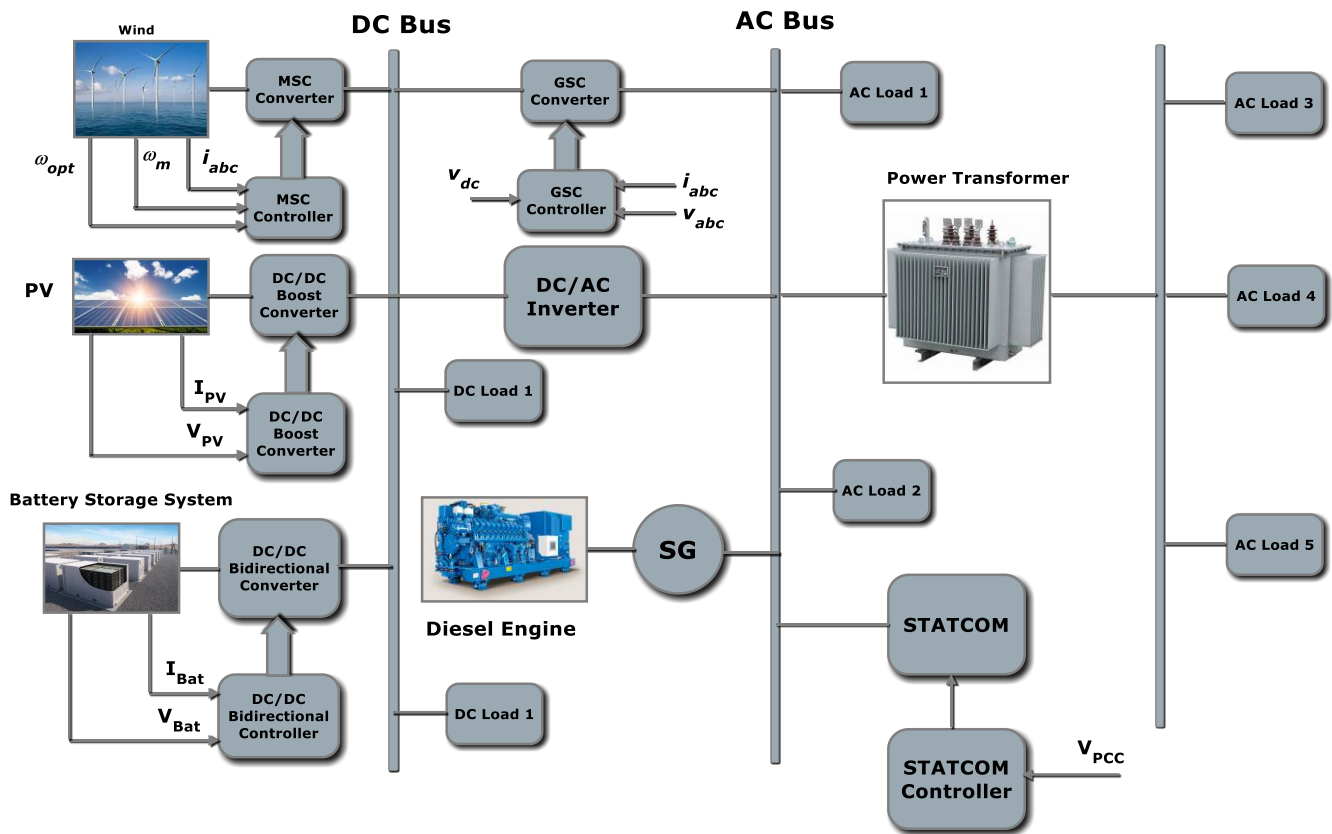 DC Bus
AC Bus
Wind
MSC
Converter
GSC
Converter
AC Load 1
AC Load 3
ω_opt
ω_m
i_abc
MSC
Controller
v_dc
GSC
Controller
i_abc
v_abc
Power Transformer
PV
DC/DC
Boost
Converter
DC/AC
Inverter
AC Load 4
I_PV
V_PV
DC/DC
Boost
Converter
DC Load 1
Battery Storage System
AC Load 2
DC/DC
Bidirectional
Converter
SG
AC Load 5
Diesel Engine
STATCOM
I_Bat
V_Bat
DC/DC
Bidirectional
Controller
DC Load 1
STATCOM
Controller
V_PCC